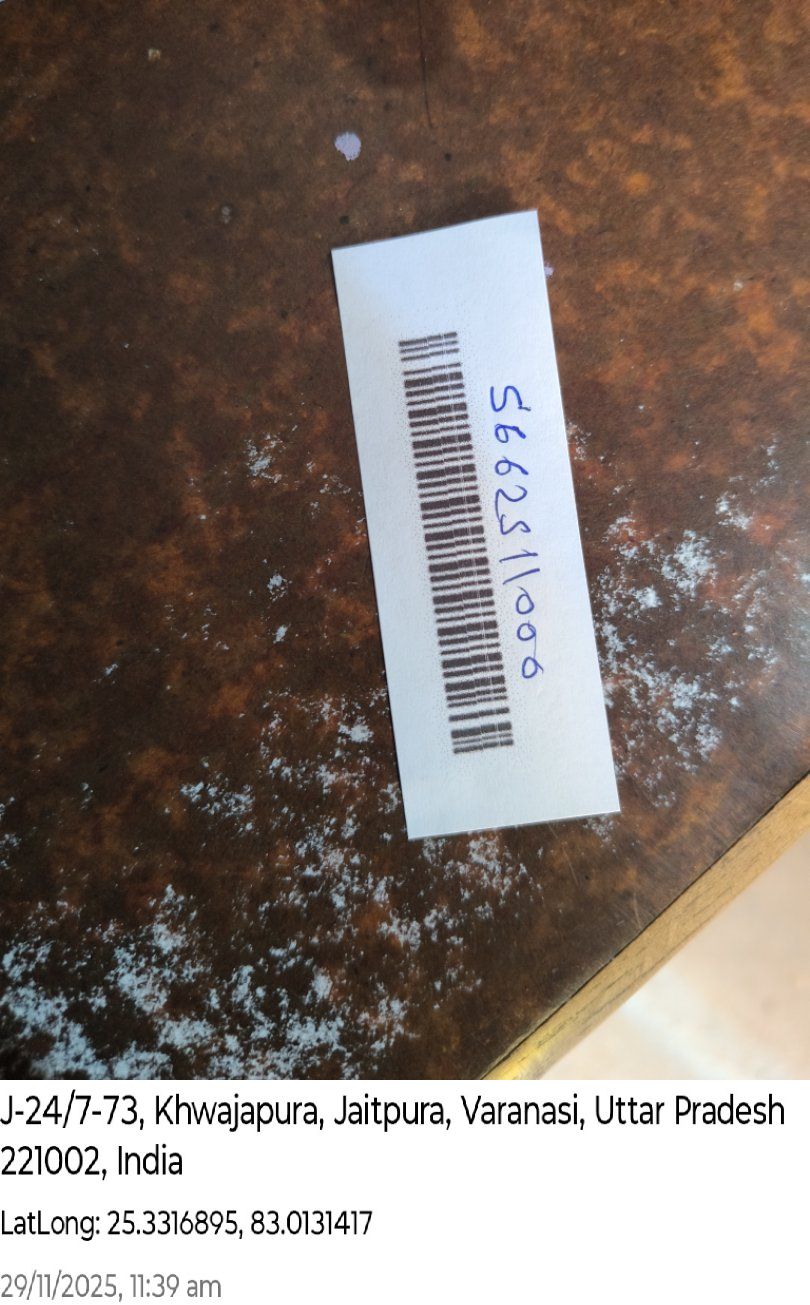 5662511006
J-24/7-73, Khwajapura, Jaitpura, Varanasi, Uttar Pradesh
221002, India
LatLong: 25.3316895, 83.0131417
29/11/2025, 11:39 am